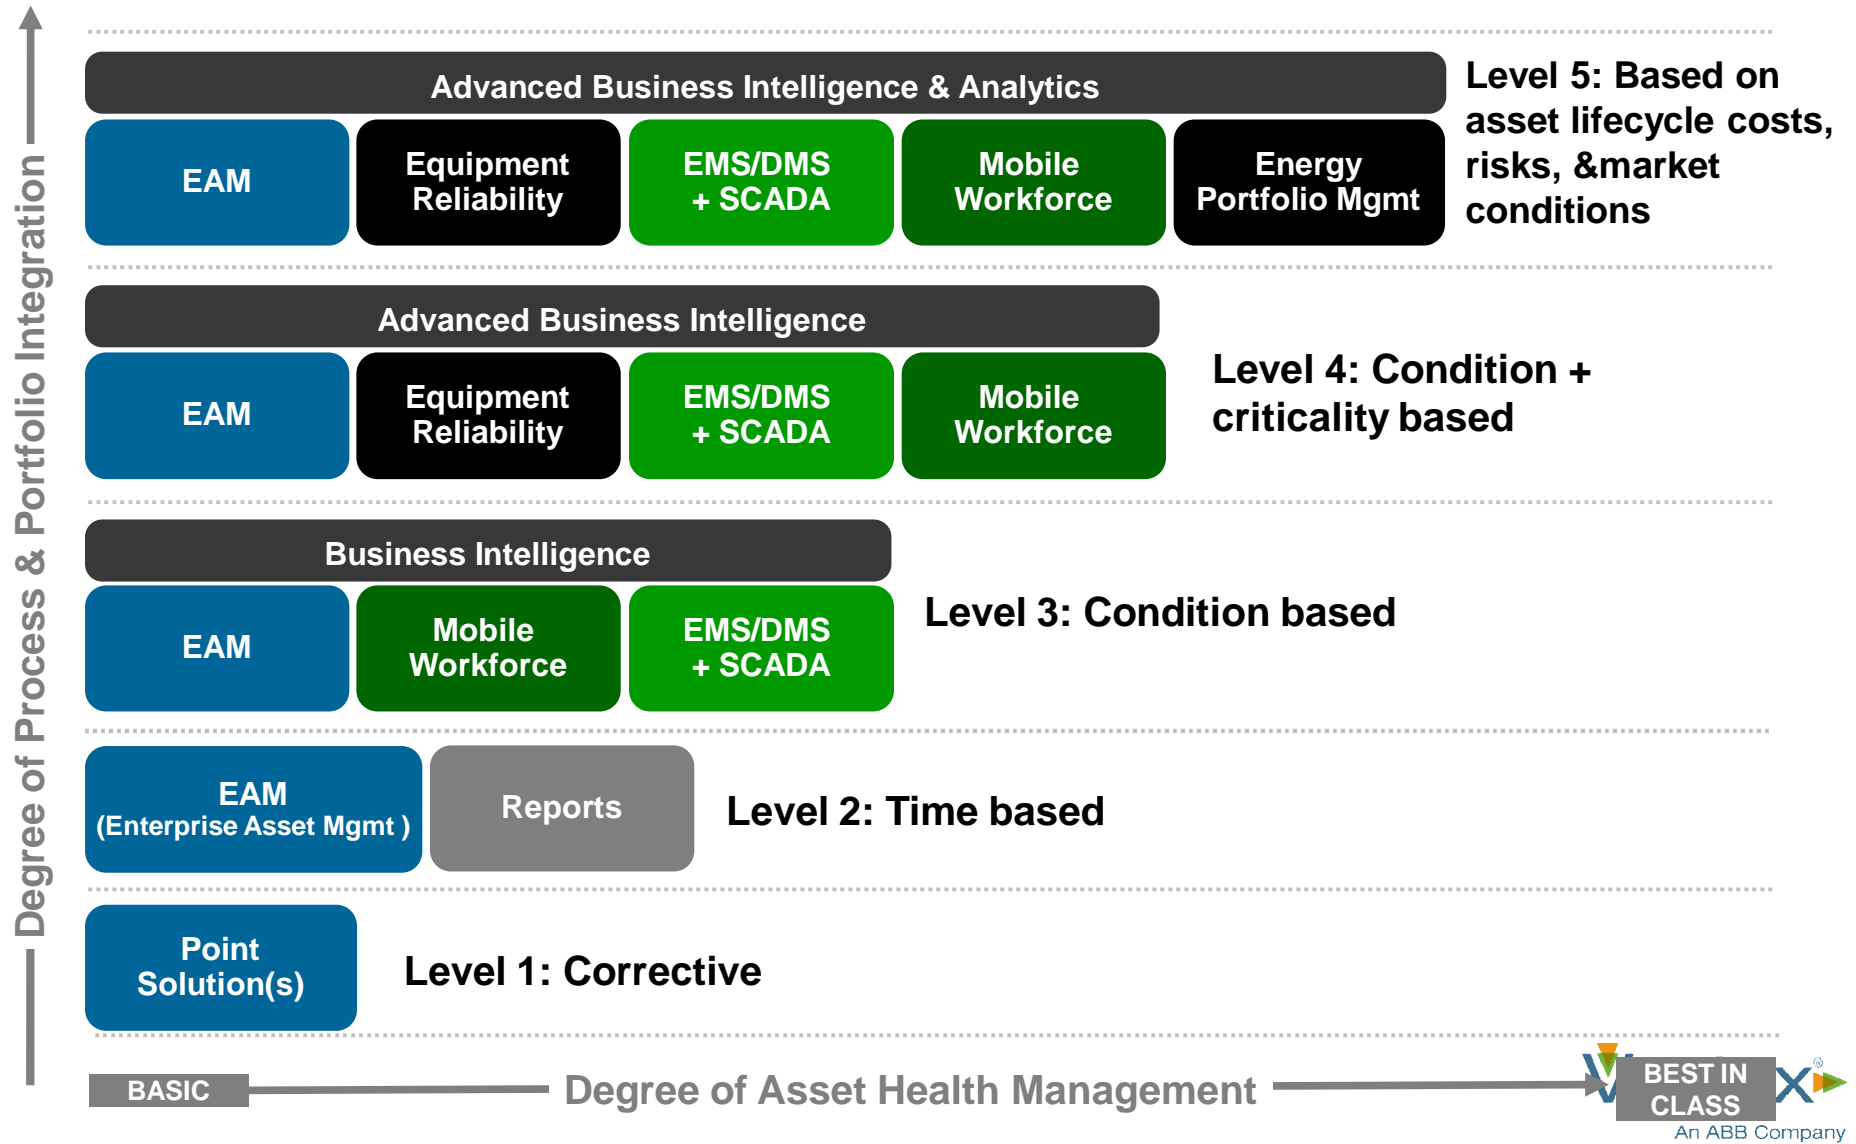 Degree of Process & Portfolio Integration
Advanced Business Intelligence & Analytics
EAM
Equipment
Reliability
EMS/DMS
+ SCADA
Mobile
Workforce
Energy
Portfolio Mgmt
Level 5: Based on
asset lifecycle costs,
risks, &market
conditions
Advanced Business Intelligence
EAM
Equipment
Reliability
EMS/DMS
+ SCADA
Mobile
Workforce
Level 4: Condition +
criticality based
Business Intelligence
EAM
Mobile
Workforce
EMS/DMS
+ SCADA
Level 3: Condition based
EAM
(Enterprise Asset Mgmt )
Reports
Level 2: Time based
Point
Solution(s)
Level 1: Corrective
BASIC
Degree of Asset Health Management
BEST IN
CLASS
An ABB Company